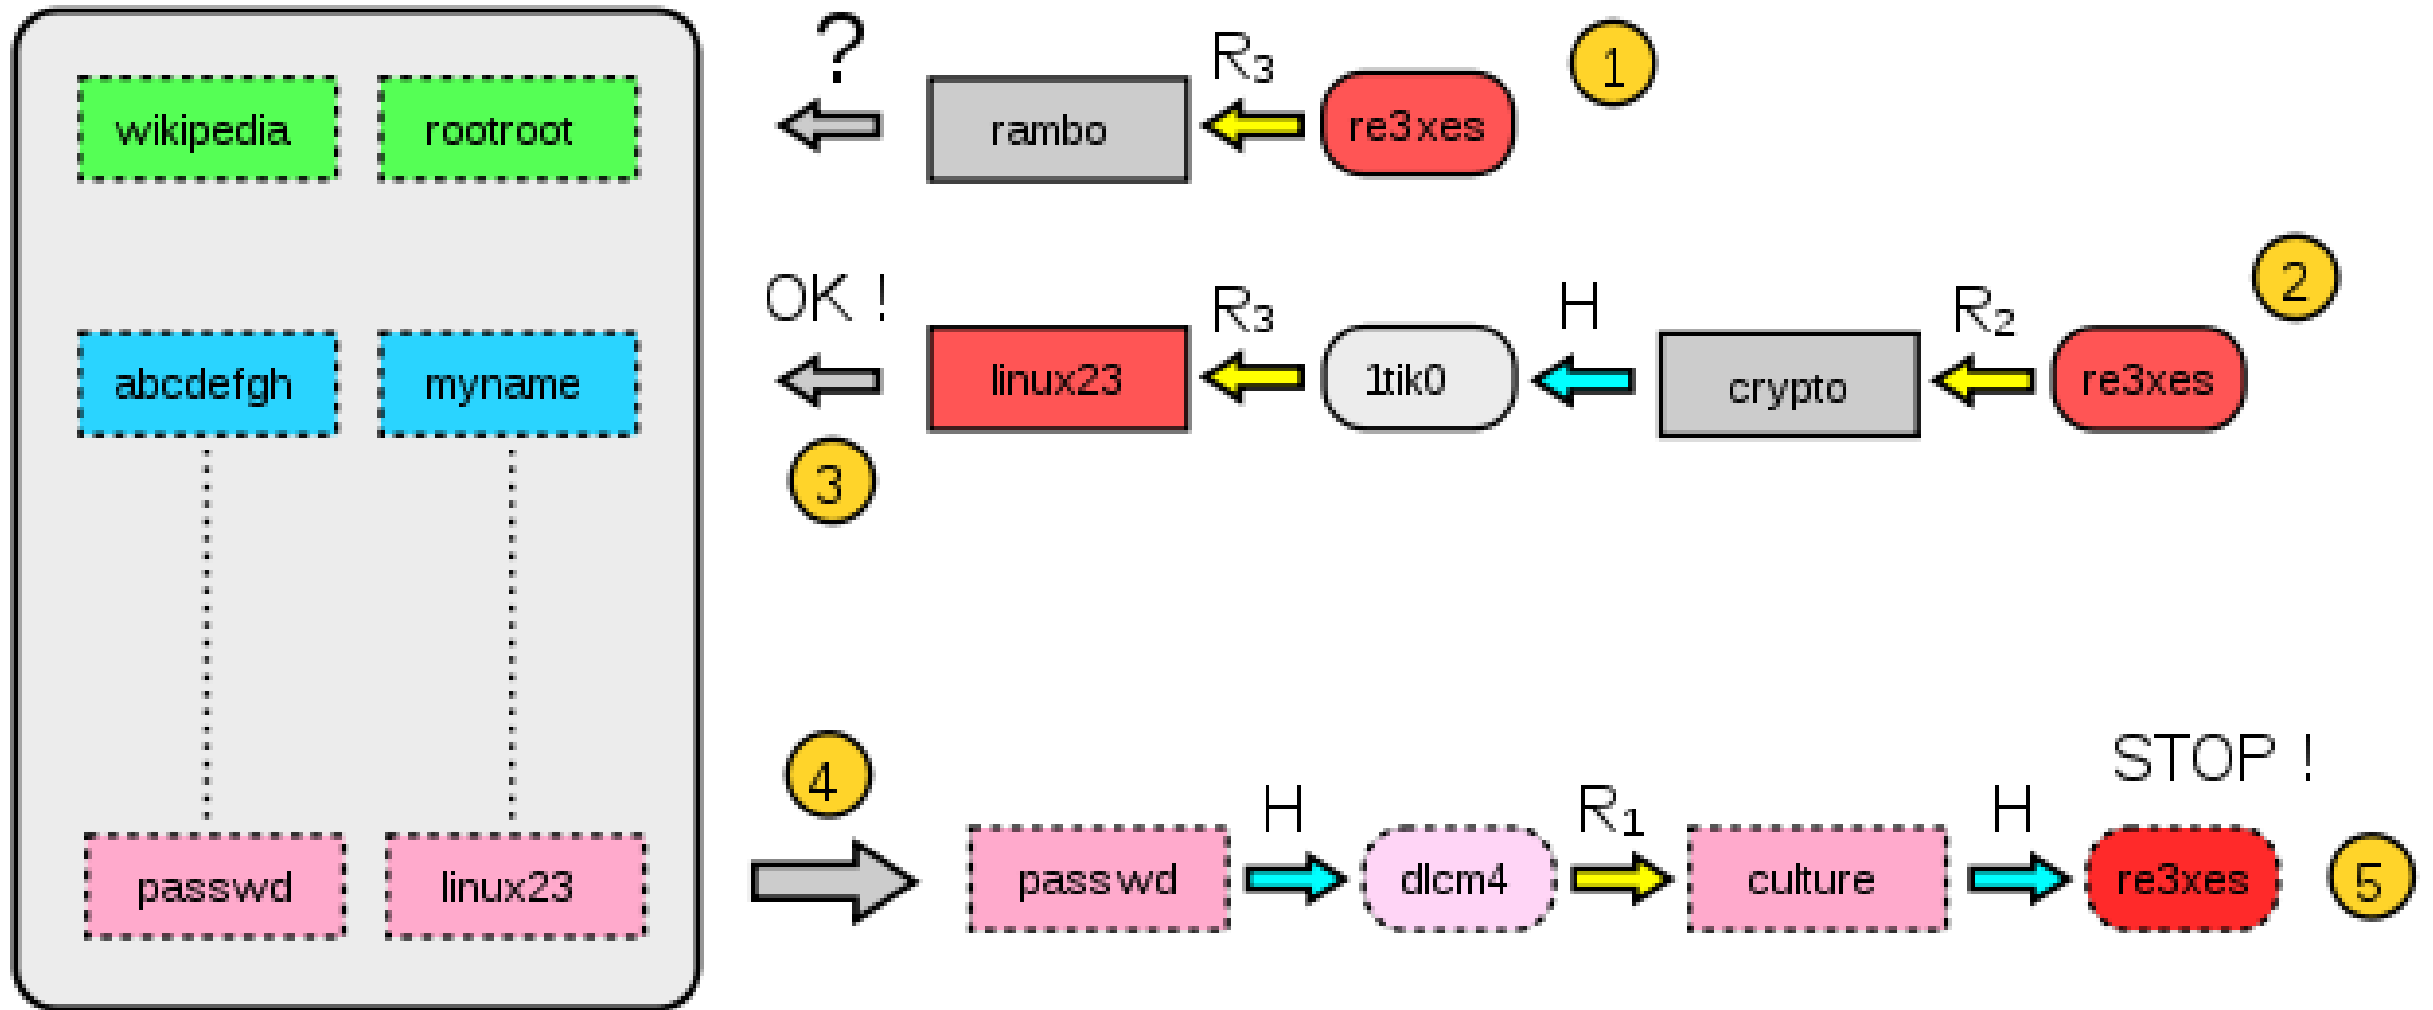 ? R₃ 1
wikipedia rootroot rambo re3xes
OK ! R₃ H R₂ 2
abcdefgh myname linux23 1tik0 crypto re3xes
3
4 H R₁ H STOP !
passwd linux23 passwd dlcm4 culture re3xes 5